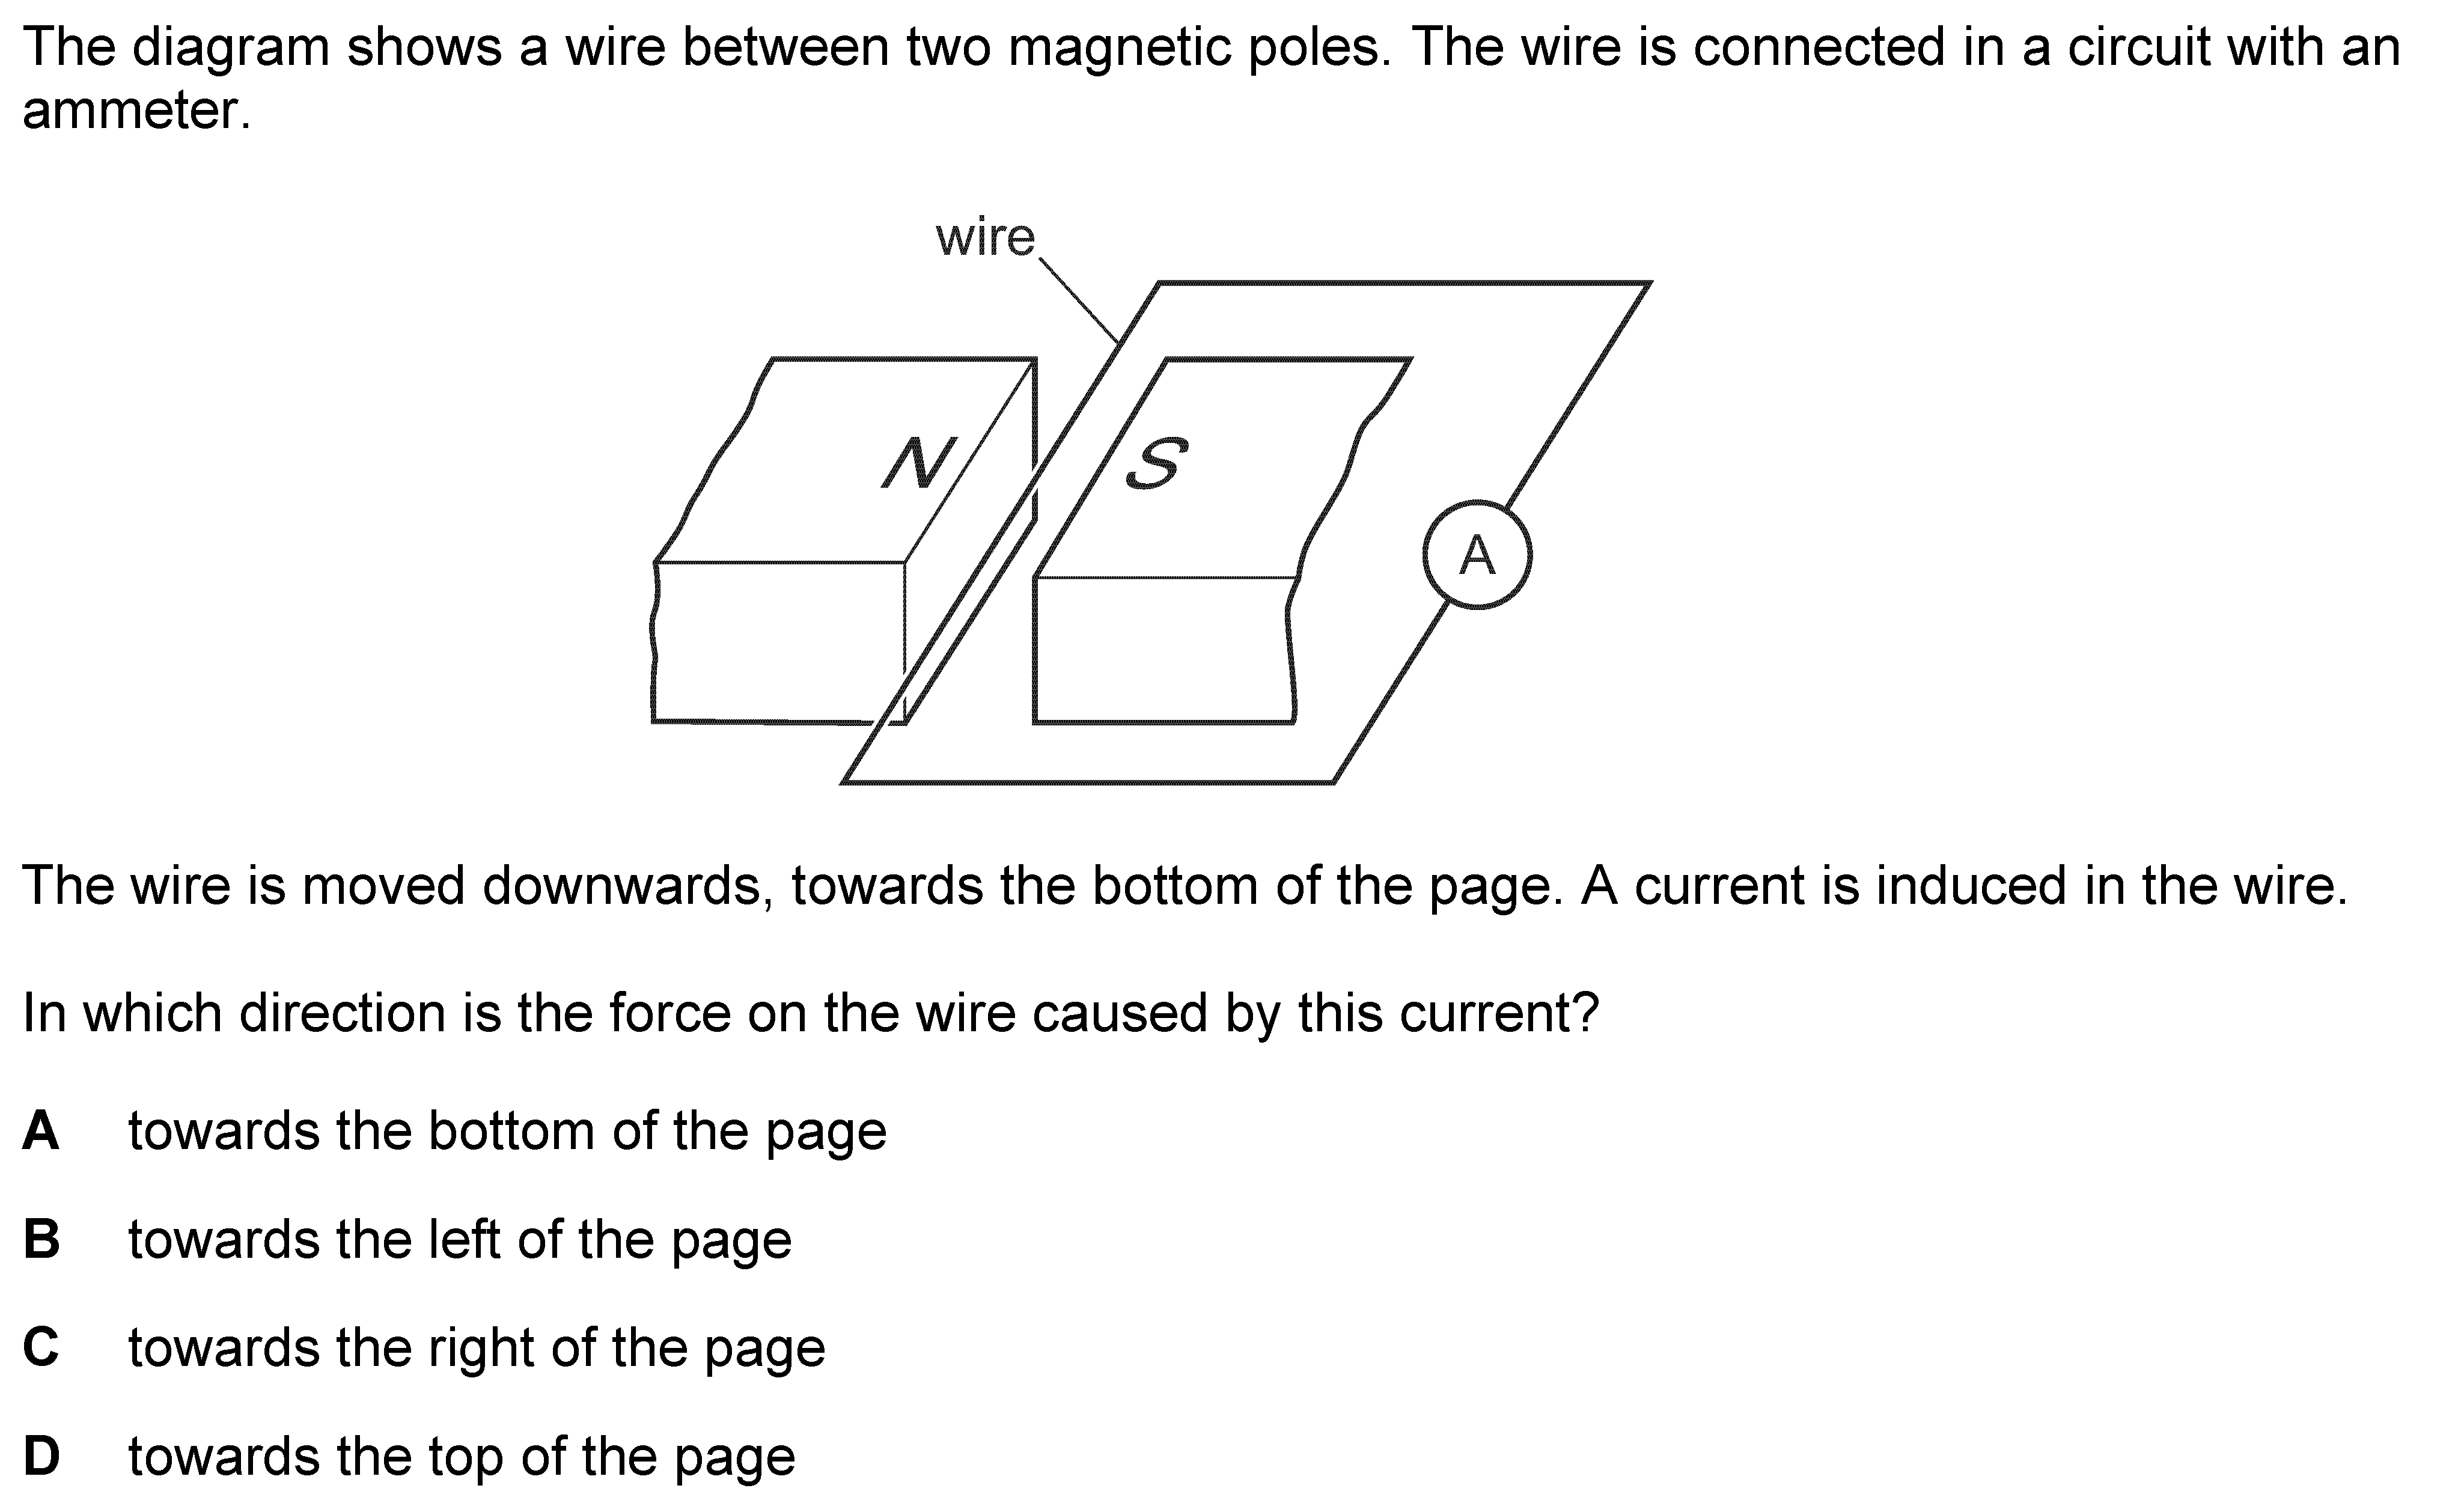 The diagram shows a wire between two magnetic poles. The wire is connected in a circuit with an
ammeter.
wire
N
S
A
The wire is moved downwards, towards the bottom of the page. A current is induced in the wire.
In which direction is the force on the wire caused by this current?
A towards the bottom of the page
B towards the left of the page
C towards the right of the page
D towards the top of the page